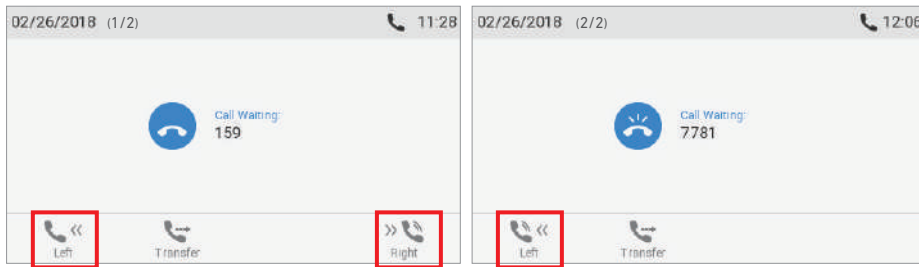 02/26/2018 (1/2) 11:28
Call Waiting:
159
Left Transfer Right
02/26/2018 (2/2) 12:06
Call Waiting:
7781
Left Transfer